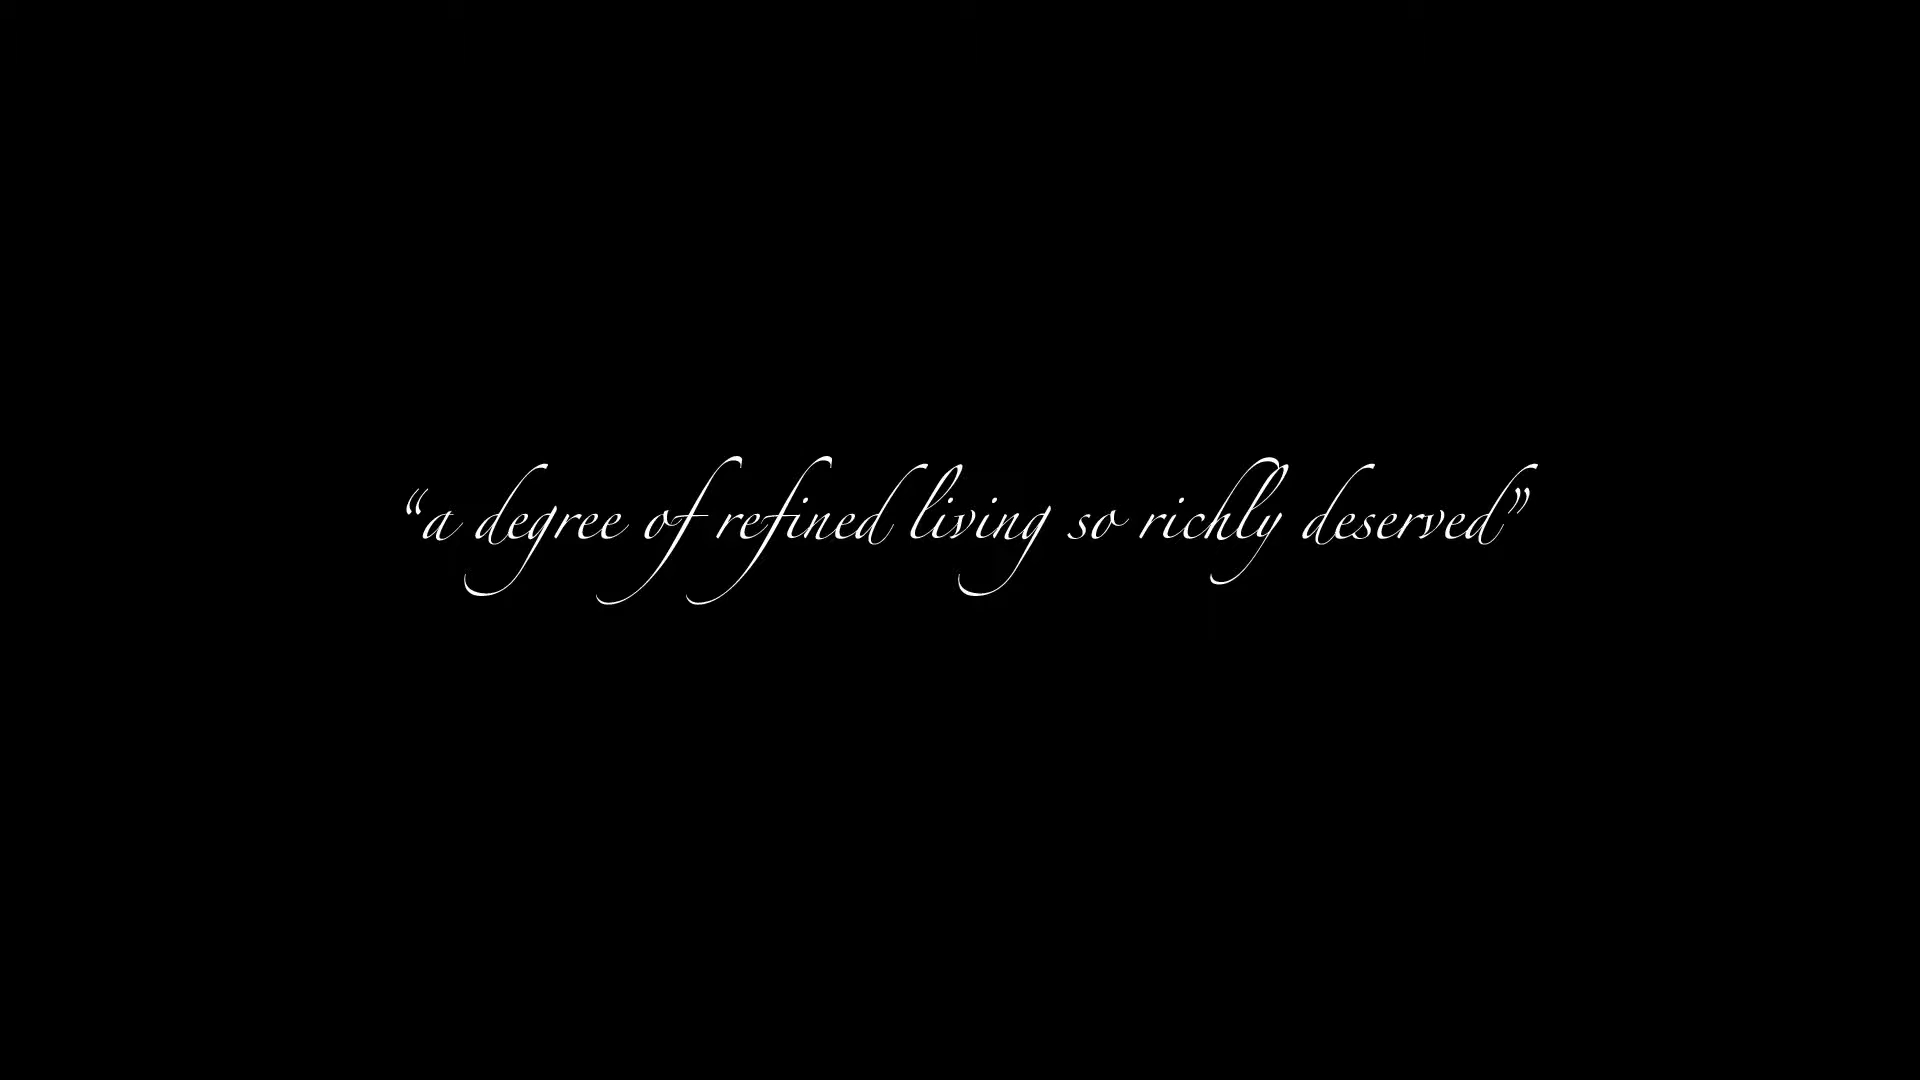 “a degree of refined living so richly deserved”